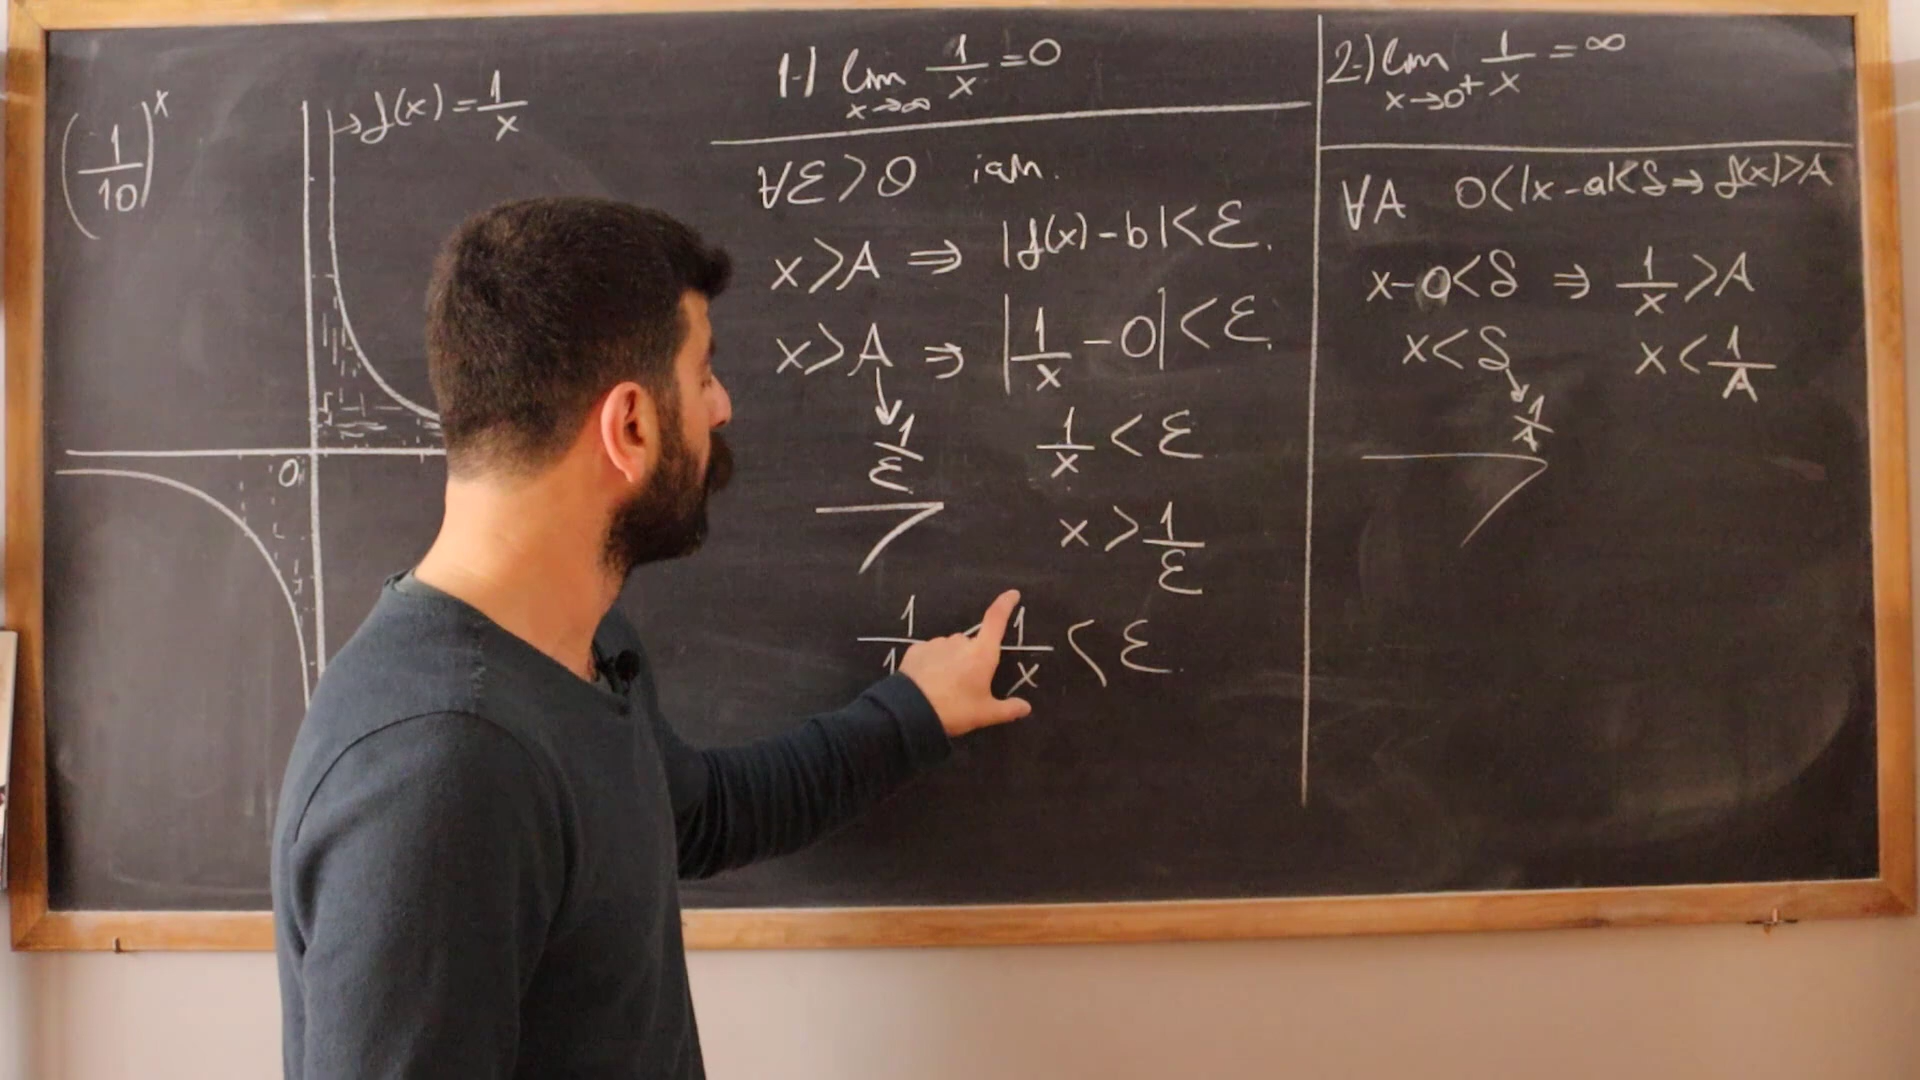 (1/10)^x
→ f(x) = 1/x
0
1-) lim x→∞ 1/x = 0
∀ε > 0 için
x > A ⇒ |f(x) - b| < ε.
x > A ⇒ |1/x - 0| < ε.
1/ε
1/x < ε
x > 1/ε
1/x < ε
2-) lim x→0⁺ 1/x = ∞
∀A 0 < |x - a| < δ ⇒ f(x) > A
x - 0 < δ ⇒ 1/x > A
x < δ x < 1/A
1/A